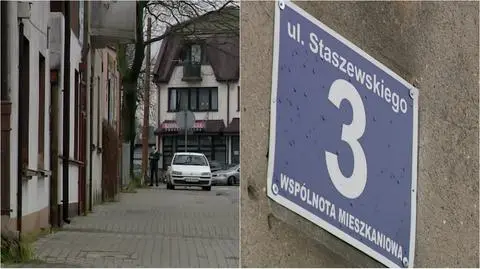 ul. Staszewskiego
3
WSPÓLNOTA MIESZKANIOWA